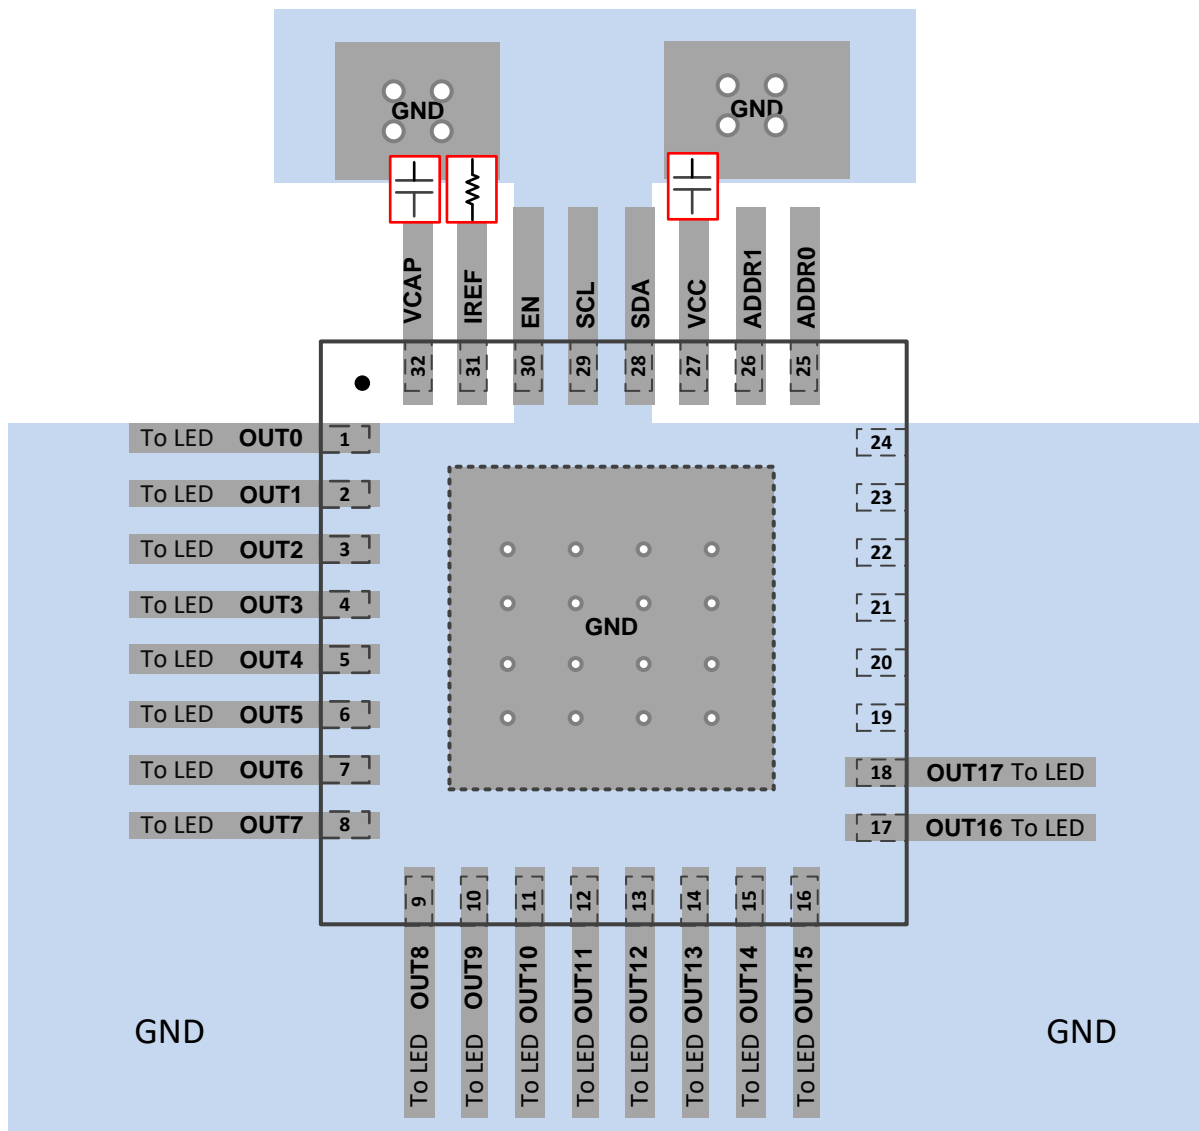 GND
GND
VCAP
IREF
EN
SCL
SDA
VCC
ADDR1
ADDR0
32
31
30
29
28
27
26
25
To LED OUT0 1
To LED OUT1 2
To LED OUT2 3
To LED OUT3 4
To LED OUT4 5
To LED OUT5 6
To LED OUT6 7
To LED OUT7 8
GND
24
23
22
21
20
19
18 OUT17 To LED
17 OUT16 To LED
9
10
11
12
13
14
15
16
To LED OUT8
To LED OUT9
To LED OUT10
To LED OUT11
To LED OUT12
To LED OUT13
To LED OUT14
To LED OUT15
GND
GND